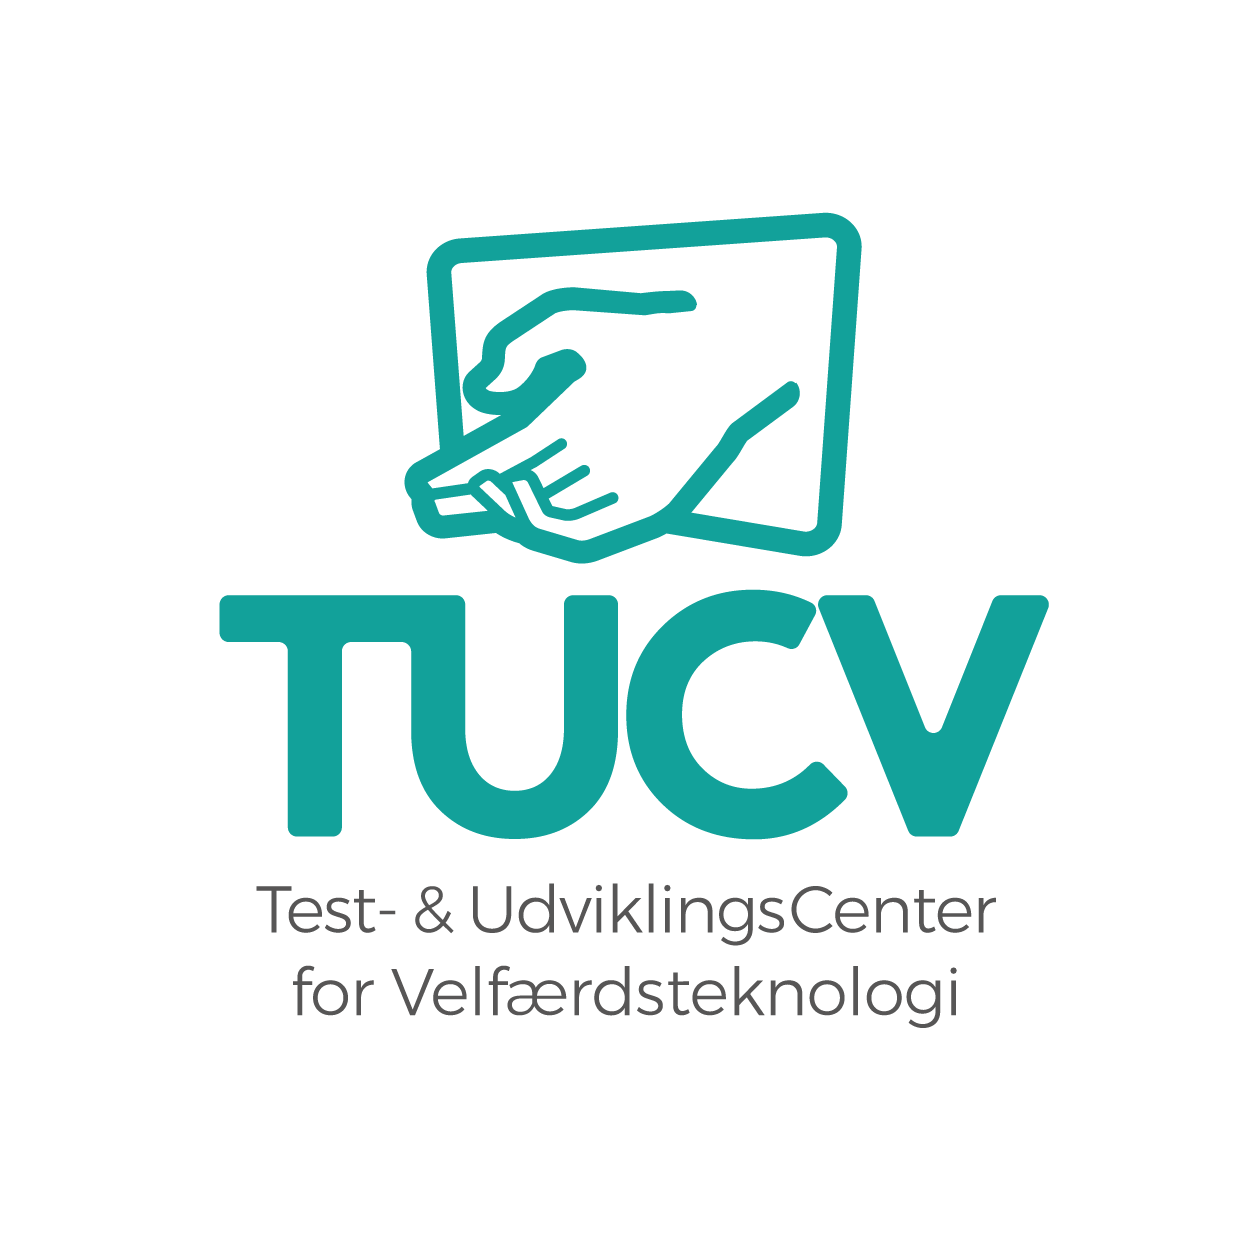 TUCV
Test- & UdviklingsCenter
for Velfærdsteknologi